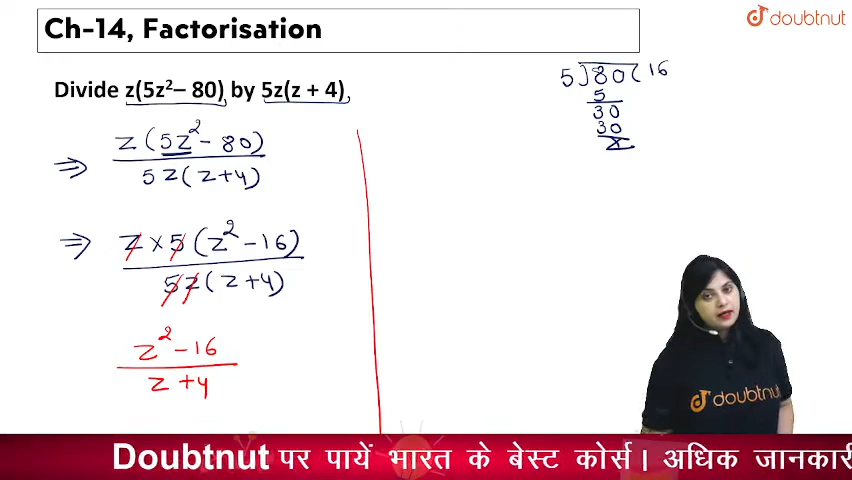 Ch-14, Factorisation
doubtnut
Divide z(5z²– 80) by 5z(z + 4)
5)80(16
5
30
30
x
⇒ z(5z²-80)
5z(z+4)
⇒ z×5(z²-16)
5z(z+4)
z²-16
z+4
doubtnut
Doubtnut पर पायें भारत के बेस्ट कोर्स। अधिक जानकारी